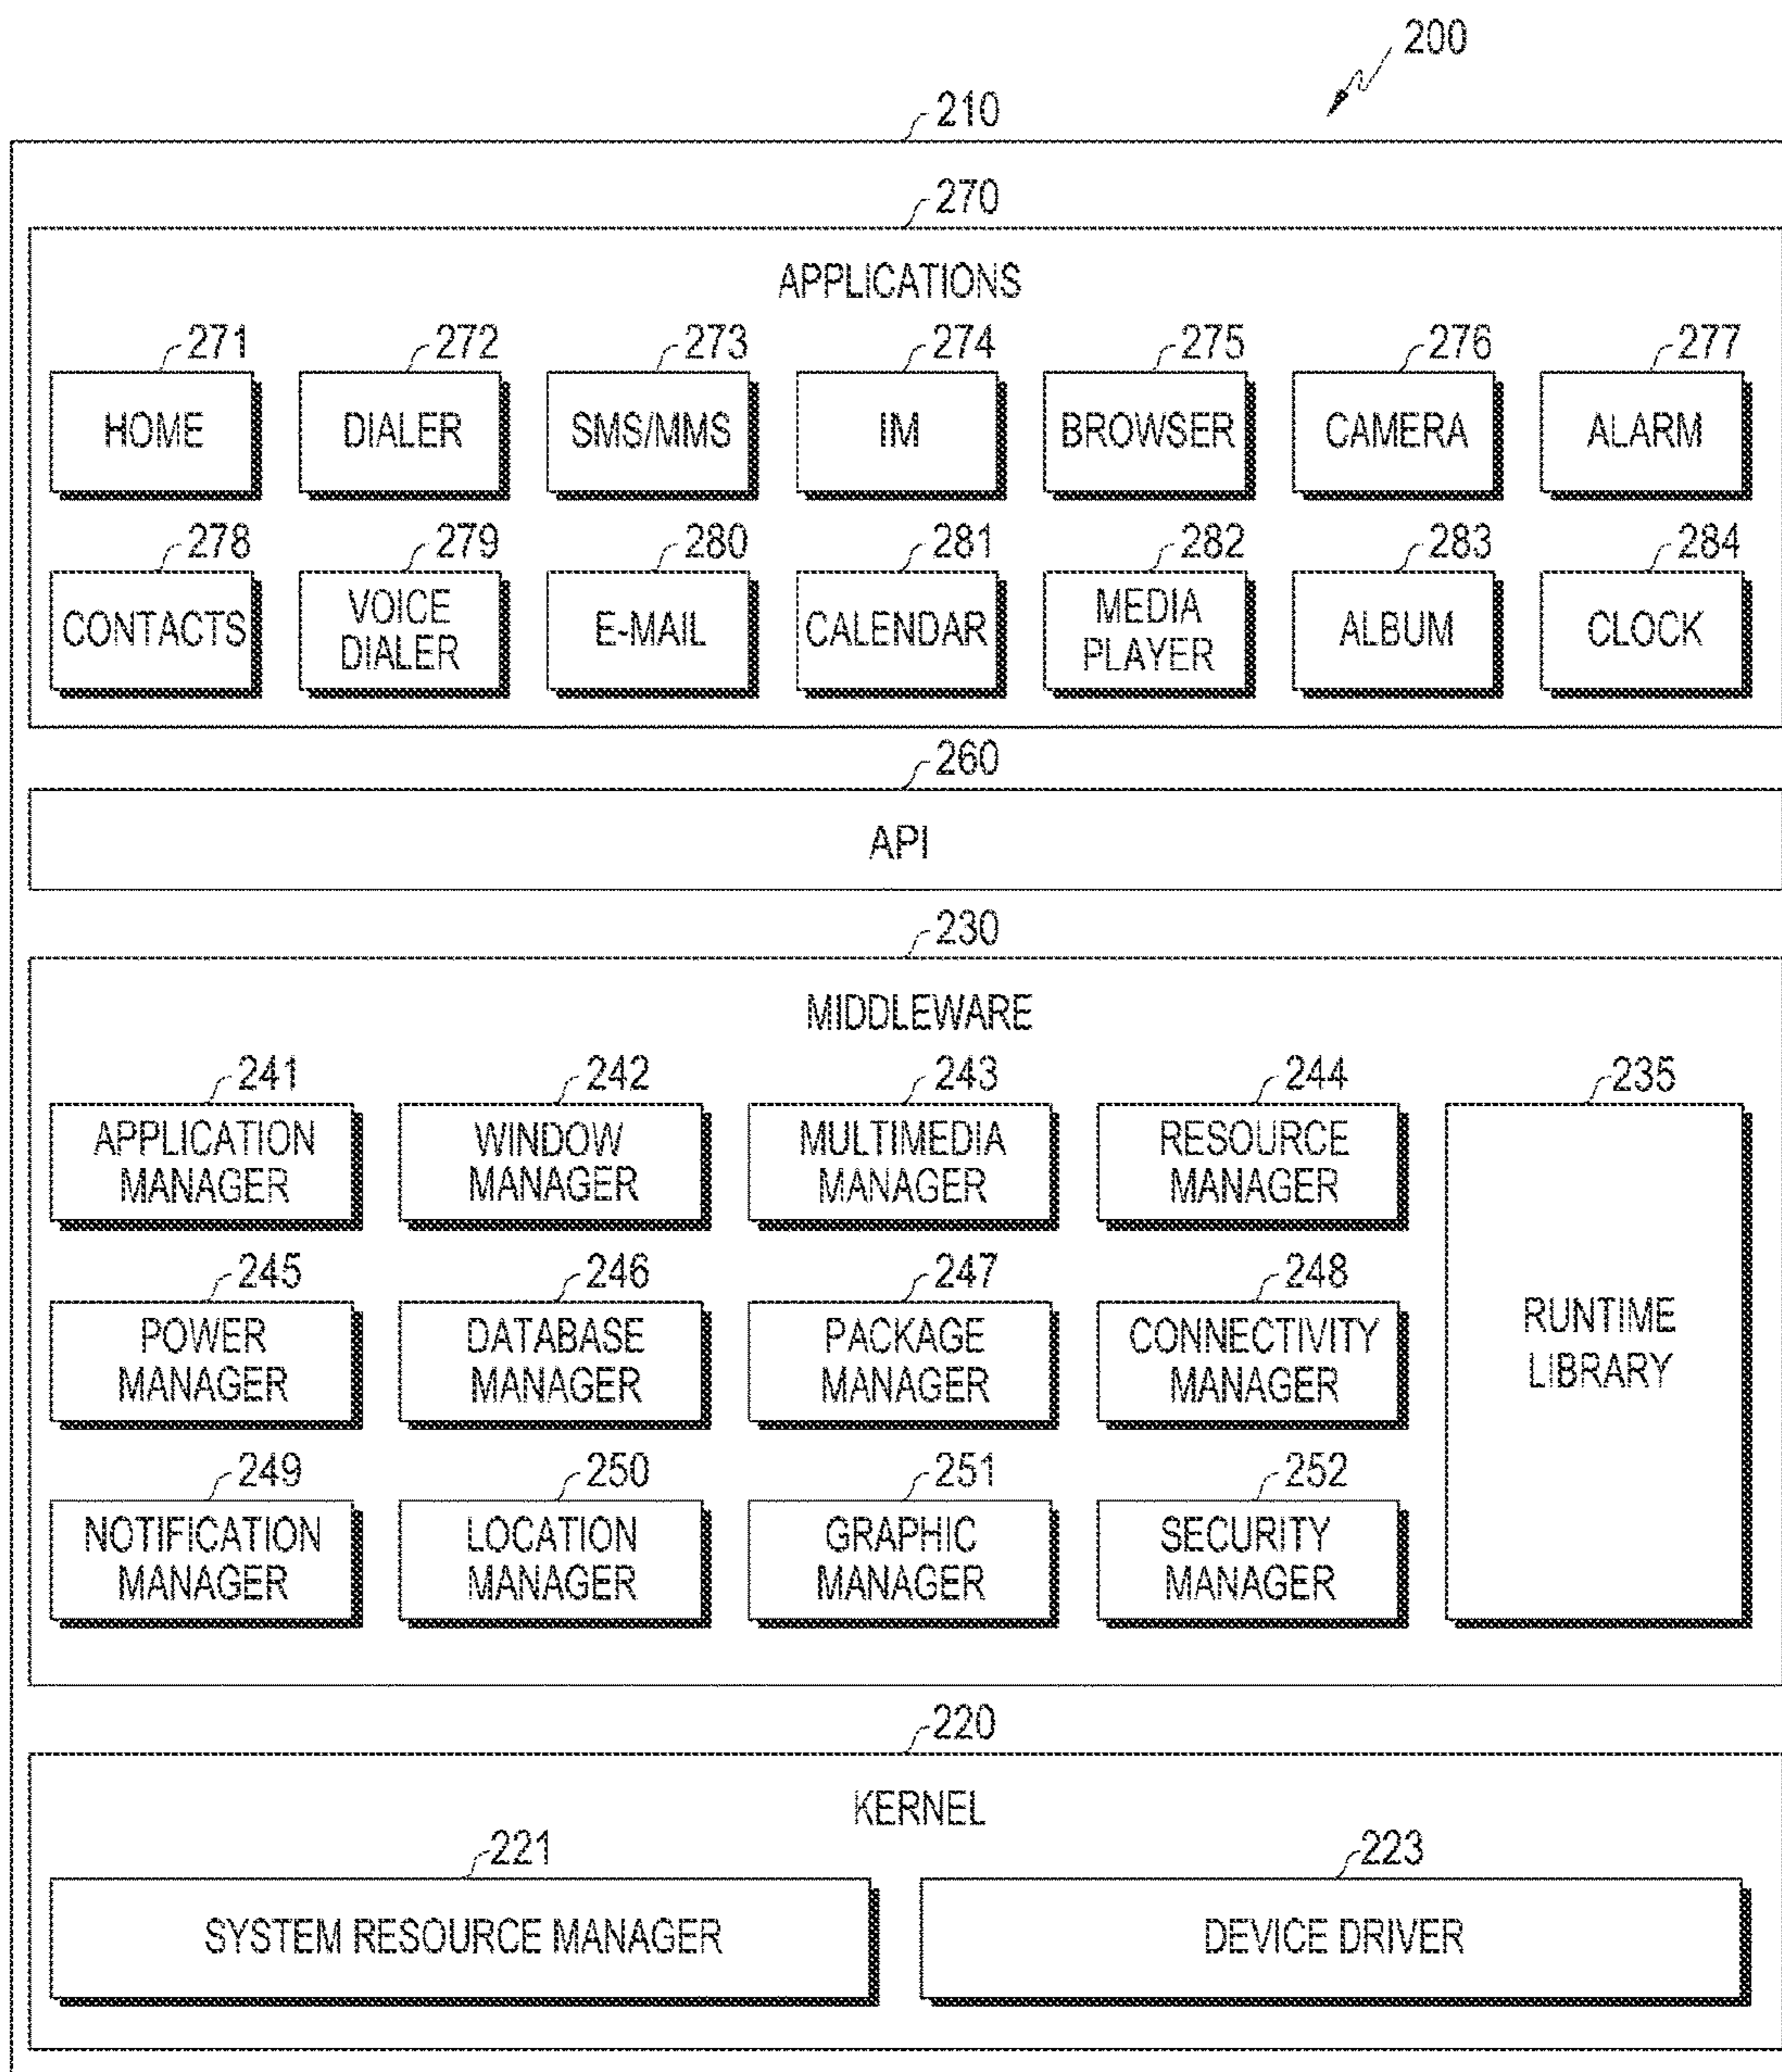 200
210
270
APPLICATIONS
271 272 273 274 275 276 277
HOME DIALER SMS/MMS IM BROWSER CAMERA ALARM
278 279 280 281 282 283 284
CONTACTS VOICE DIALER E-MAIL CALENDAR MEDIA PLAYER ALBUM CLOCK
260
API
230
MIDDLEWARE
241 242 243 244 235
APPLICATION MANAGER WINDOW MANAGER MULTIMEDIA MANAGER RESOURCE MANAGER
245 246 247 248
POWER MANAGER DATABASE MANAGER PACKAGE MANAGER CONNECTIVITY MANAGER RUNTIME LIBRARY
249 250 251 252
NOTIFICATION MANAGER LOCATION MANAGER GRAPHIC MANAGER SECURITY MANAGER
220
KERNEL
221 223
SYSTEM RESOURCE MANAGER DEVICE DRIVER